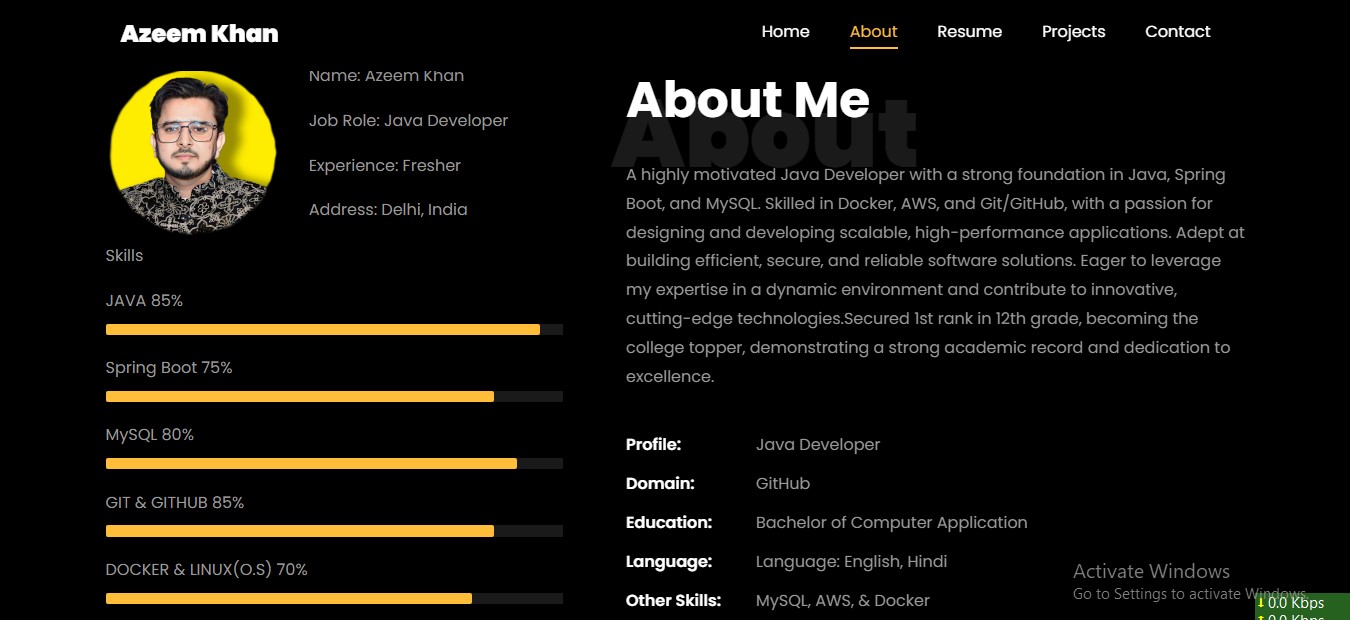 Azeem Khan
Home
About
Resume
Projects
Contact
Name: Azeem Khan
Job Role: Java Developer
Experience: Fresher
Address: Delhi, India
Skills
JAVA 85%
Spring Boot 75%
MySQL 80%
GIT & GITHUB 85%
DOCKER & LINUX(O.S) 70%
About Me
About
A highly motivated Java Developer with a strong foundation in Java, Spring
Boot, and MySQL. Skilled in Docker, AWS, and Git/GitHub, with a passion for
designing and developing scalable, high-performance applications. Adept at
building efficient, secure, and reliable software solutions. Eager to leverage
my expertise in a dynamic environment and contribute to innovative,
cutting-edge technologies.Secured 1st rank in 12th grade, becoming the
college topper, demonstrating a strong academic record and dedication to
excellence.
Profile: Java Developer
Domain: GitHub
Education: Bachelor of Computer Application
Language: Language: English, Hindi
Other Skills: MySQL, AWS, & Docker
Activate Windows
Go to Settings to activate Windows.
0.0 Kbps
0.0 Kbps